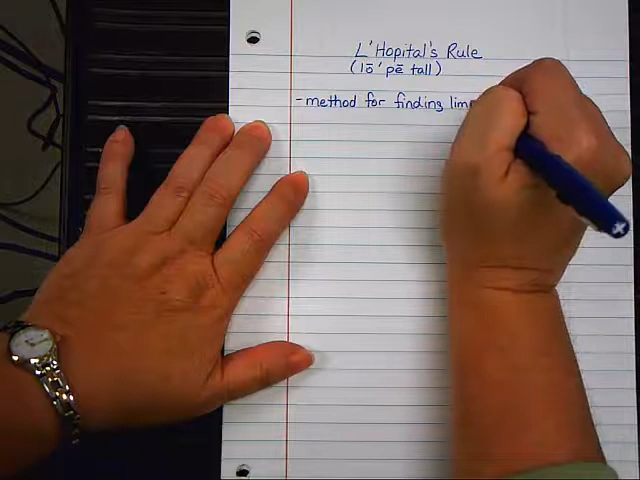 L'Hopital's Rule
(lō' pē tall)
- method for finding lim